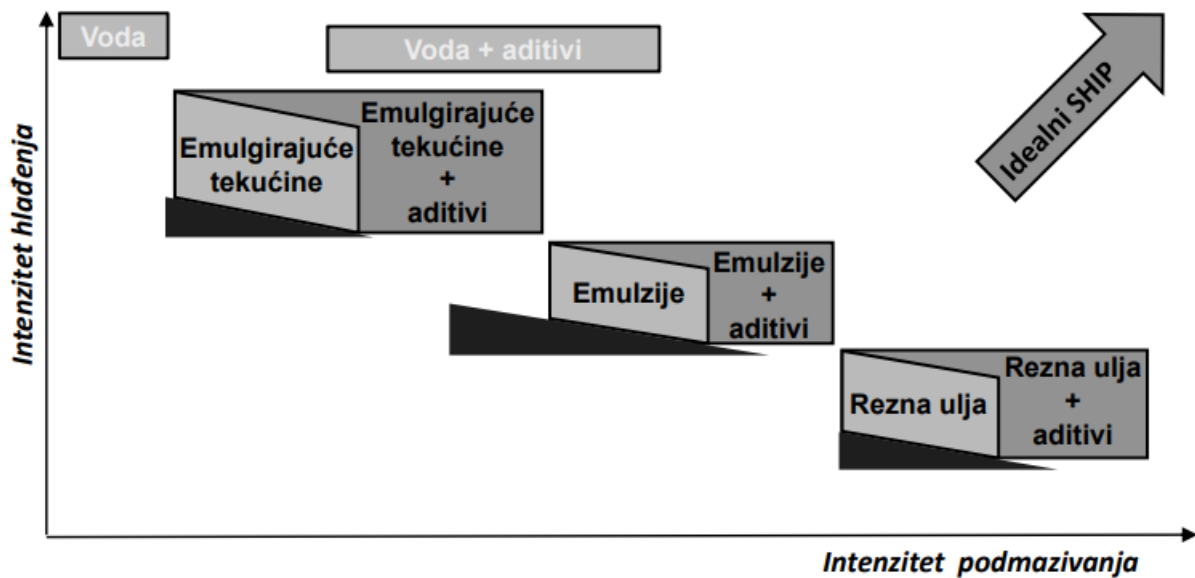 Voda
Voda + aditivi
Idealni SHIP
Emulgirajuće
tekućine
Emulgirajuće
tekućine
+
aditivi
Intenzitet hlađenja
Emulzije
Emulzije
+
aditivi
Rezna ulja
Rezna ulja
+
aditivi
Intenzitet podmazivanja